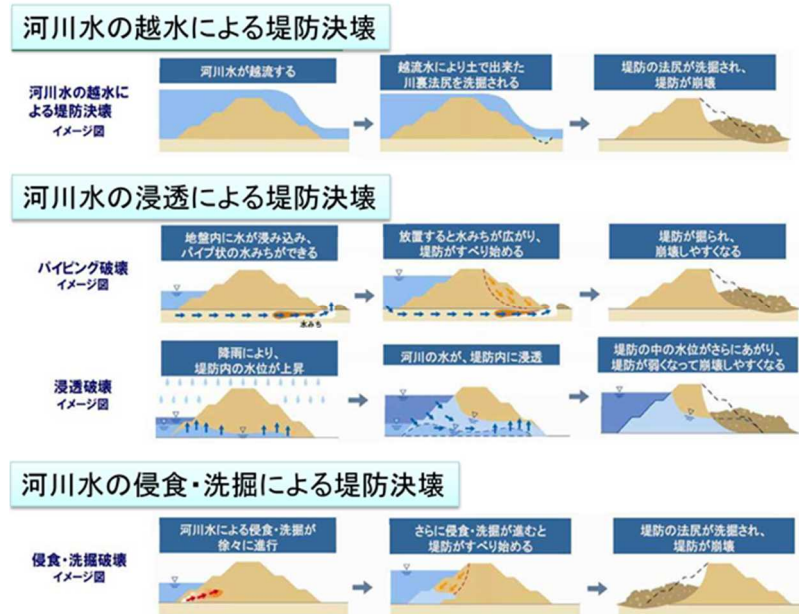 河川水の越水による堤防決壊
河川水の越水に
よる堤防決壊
イメージ図
河川水が越流する
越流水により土で出来た
川裏法尻を洗掘される
堤防の法尻が洗掘され、
堤防が崩壊
河川水の浸透による堤防決壊
パイピング破壊
イメージ図
地盤内に水が浸み込み、
パイプ状の水みちができる
水みち
放置すると水みちが広がり、
堤防がすべり始める
堤防が掘られ、
崩壊しやすくなる
浸透破壊
イメージ図
降雨により、
堤防内の水位が上昇
河川の水が、堤防内に浸透
堤防の中の水位がさらにあがり、
堤防が弱くなって崩壊しやすくなる
河川水の侵食・洗掘による堤防決壊
侵食・洗掘破壊
イメージ図
河川水による侵食・洗掘が
徐々に進行
さらに侵食・洗掘が進むと
堤防がすべり始める
堤防の法尻が洗掘され、
堤防が崩壊